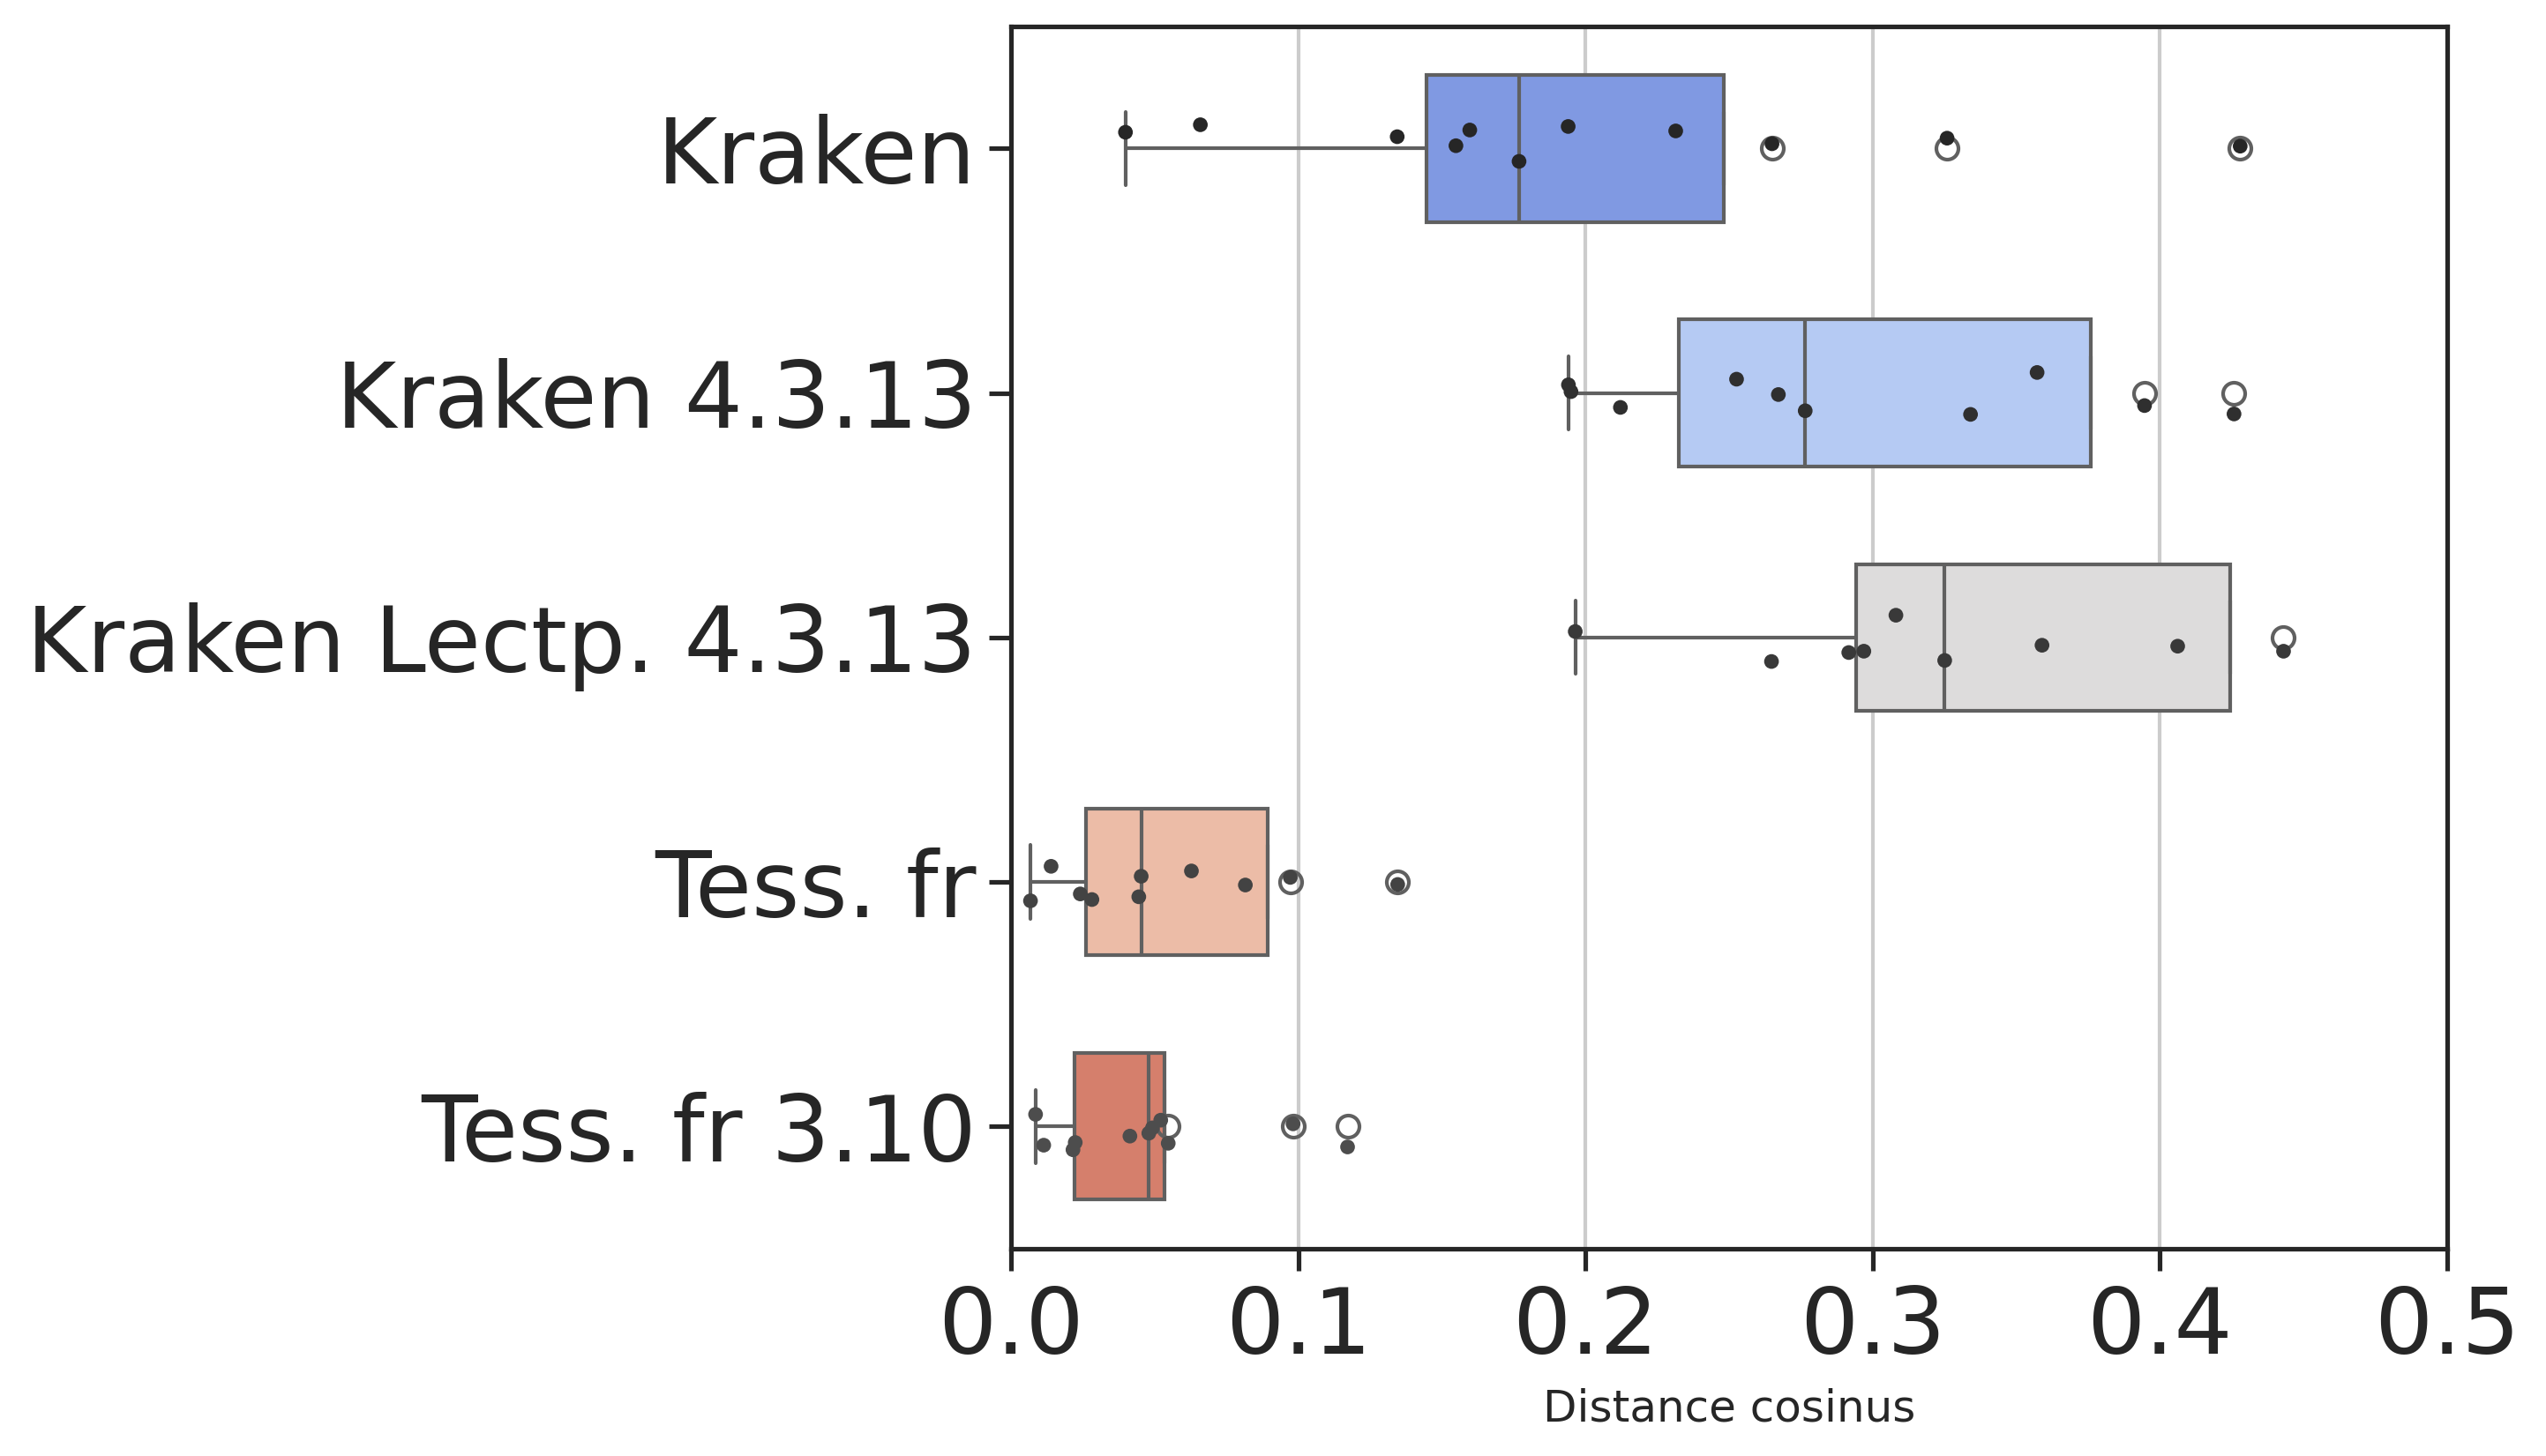 Kraken
Kraken 4.3.13
Kraken Lectp. 4.3.13
Tess. fr
Tess. fr 3.10
0.0 0.1 0.2 0.3 0.4 0.5
Distance cosinus